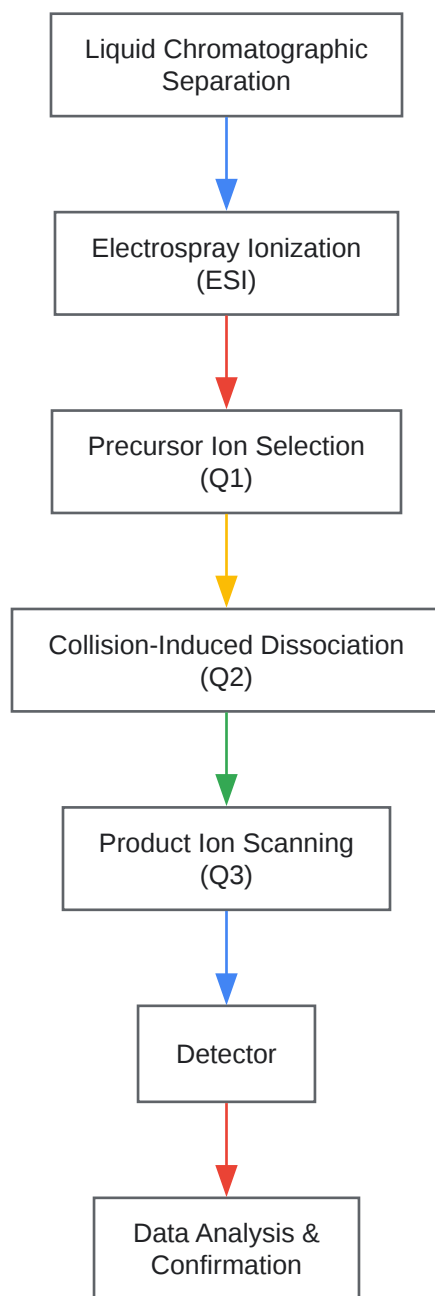 Liquid Chromatographic
Separation
Electrospray Ionization
(ESI)
Precursor Ion Selection
(Q1)
Collision-Induced Dissociation
(Q2)
Product Ion Scanning
(Q3)
Detector
Data Analysis &
Confirmation